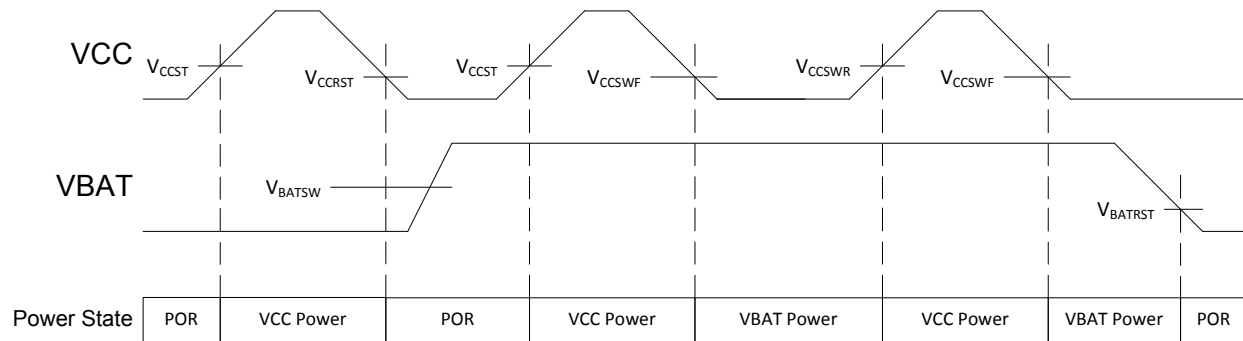 VCC
VCCST VCCRST VCCST VCCSWF VCCSWR VCCSWF
VBAT
VBATSW VBATRST
Power State POR VCC Power POR VCC Power VBAT Power VCC Power VBAT Power POR